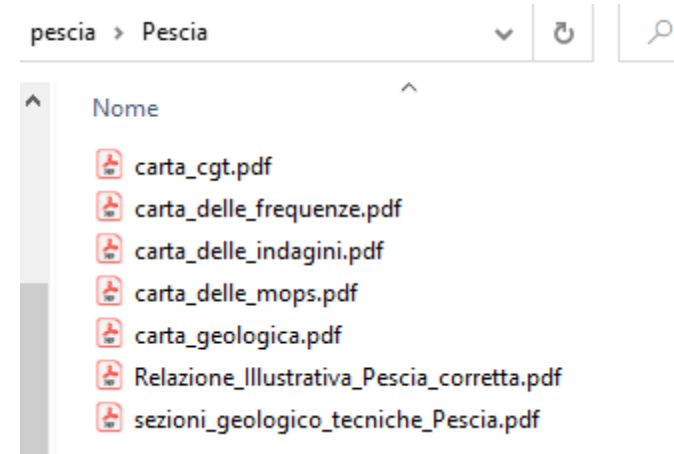 pescia > Pescia
Nome
carta_cgt.pdf
carta_delle_frequenze.pdf
carta_delle_indagini.pdf
carta_delle_mops.pdf
carta_geologica.pdf
Relazione_Illustrativa_Pescia_corretta.pdf
sezioni_geologico_tecniche_Pescia.pdf